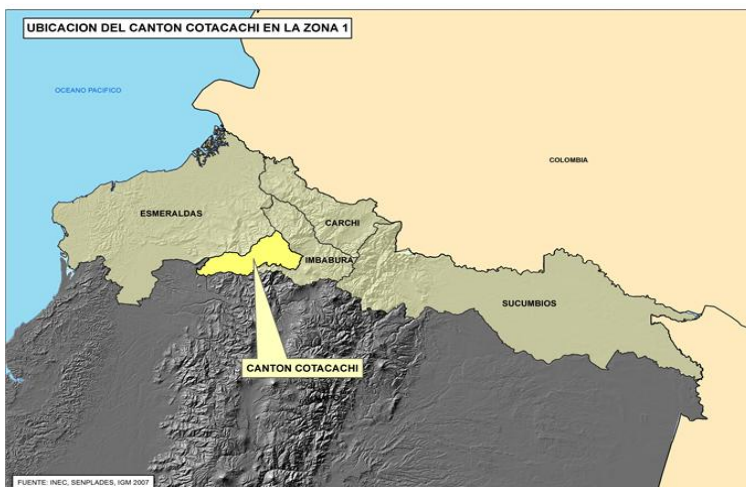 UBICACION DEL CANTON COTACACHI EN LA ZONA 1
OCEANO PACIFICO
COLOMBIA
ESMERALDAS
CARCHI
IMBABURA
SUCUMBIOS
CANTON COTACACHI
FUENTE: INEC, SENPLADES, IGM 2007